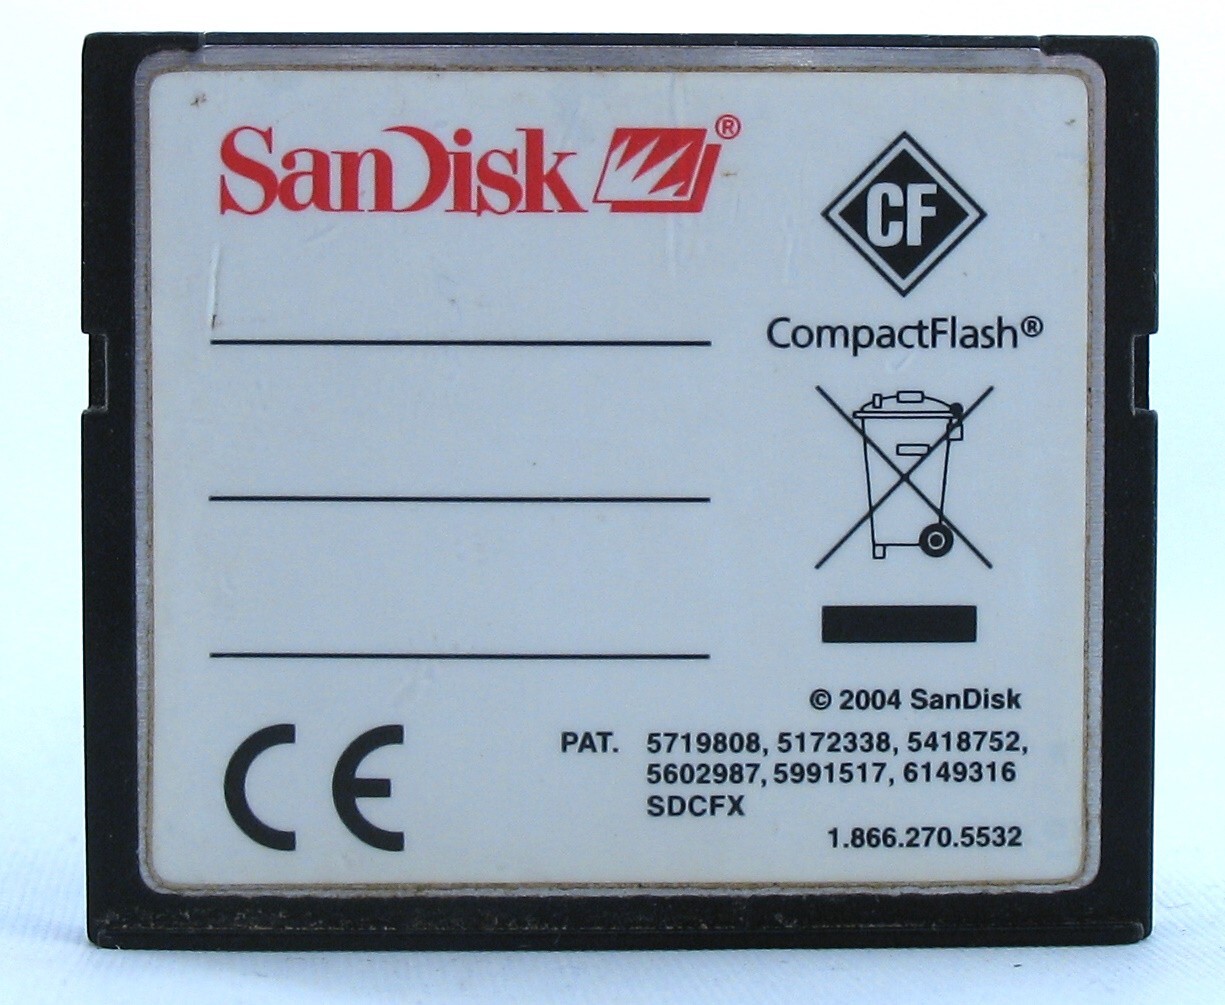 SanDisk ®
CF
CompactFlash®
© 2004 SanDisk
PAT. 5719808, 5172338, 5418752,
5602987, 5991517, 6149316
SDCFX
1.866.270.5532
CE